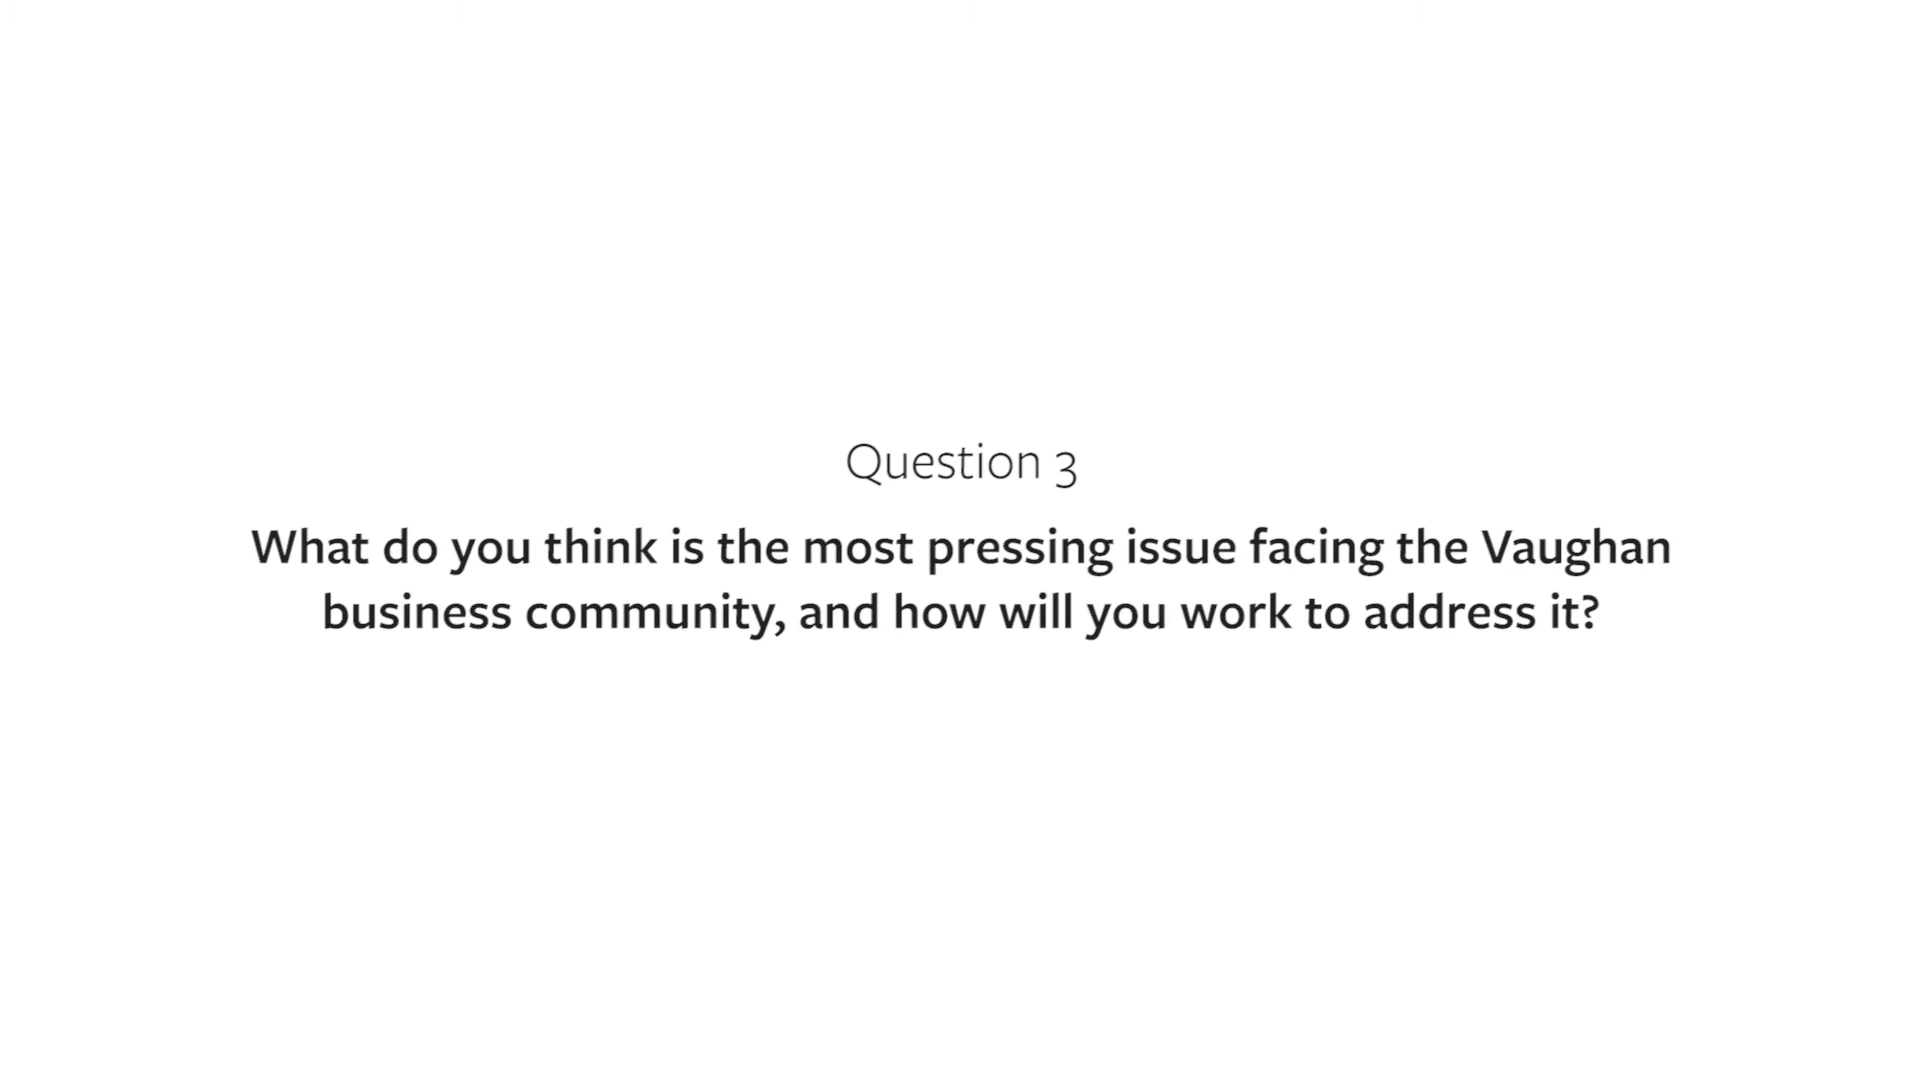 Question 3
What do you think is the most pressing issue facing the Vaughan
business community, and how will you work to address it?